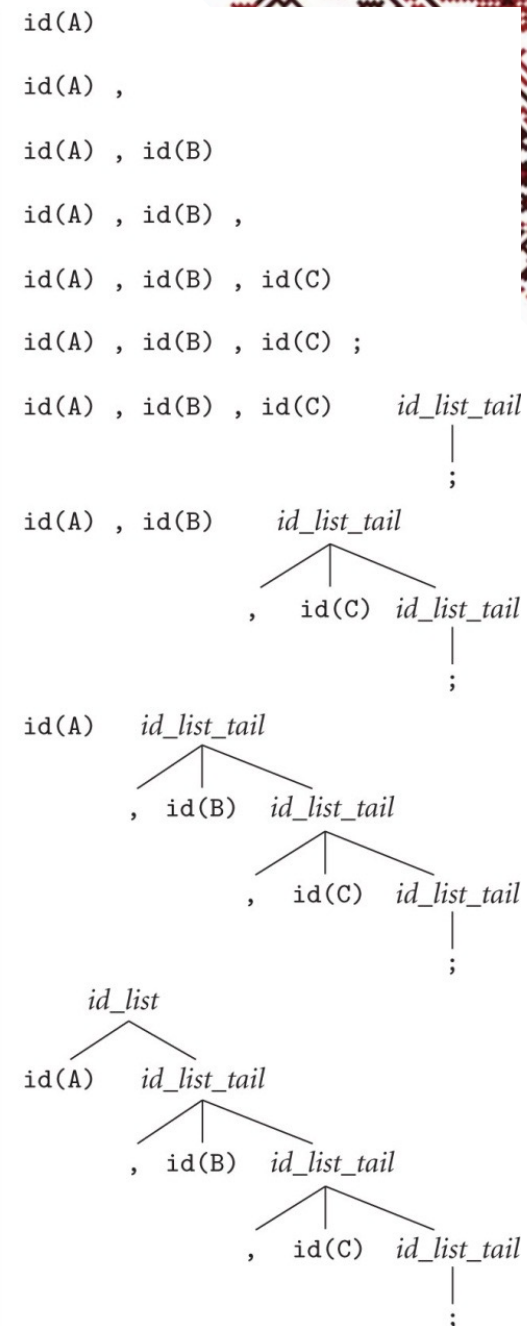 id(A)
id(A) ,
id(A) , id(B)
id(A) , id(B) ,
id(A) , id(B) , id(C)
id(A) , id(B) , id(C) ;
id(A) , id(B) , id(C) id_list_tail
;
id(A) , id(B) id_list_tail
, id(C) id_list_tail
;
id(A) id_list_tail
, id(B) id_list_tail
, id(C) id_list_tail
;
id_list
id(A) id_list_tail
, id(B) id_list_tail
, id(C) id_list_tail
;